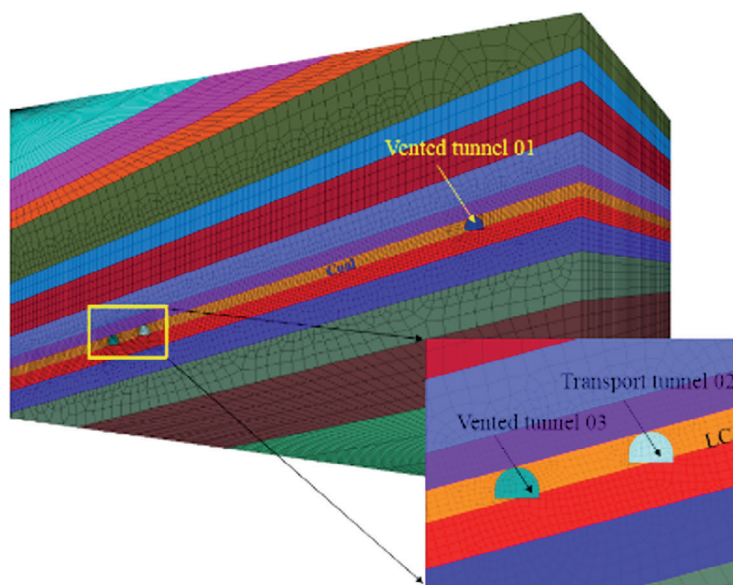 Vented tunnel 01
Coal
Transport tunnel 02
Vented tunnel 03
LC